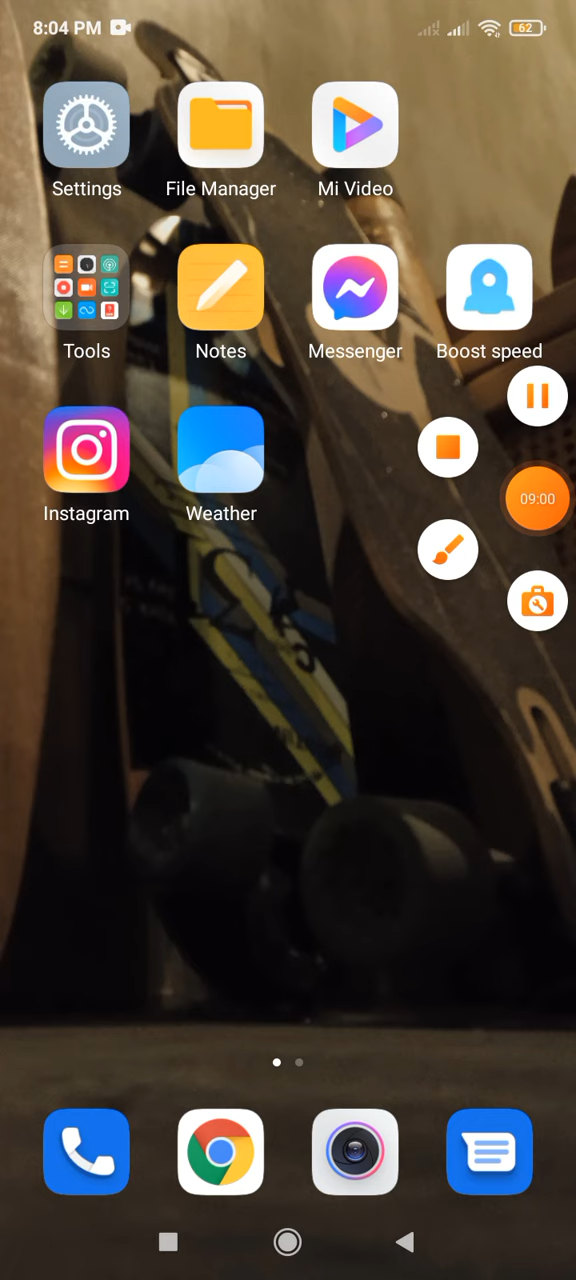 8:04 PM
62
Settings
File Manager
Mi Video
Tools
Notes
Messenger
Boost speed
Instagram
Weather
09:00